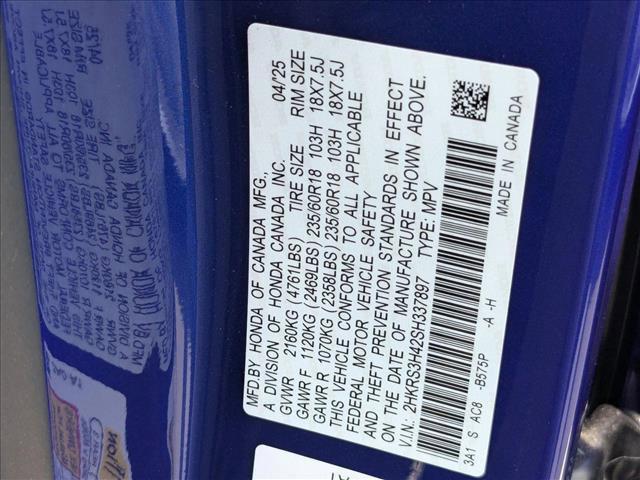 MFD.BY HONDA OF CANADA MFG., 04/25
A DIVISION OF HONDA CANADA INC.
GVWR 2160KG (4761LBS) TIRE SIZE RIM SIZE
GAWR F 1120KG (2469LBS) 235/60R18 103H 18X7.5J
GAWR R 1070KG (2358LBS) 235/60R18 103H 18X7.5J
THIS VEHICLE CONFORMS TO ALL APPLICABLE
FEDERAL MOTOR VEHICLE SAFETY
AND THEFT PREVENTION STANDARDS IN EFFECT
ON THE DATE OF MANUFACTURE SHOWN ABOVE.
V.I.N: 2HKRS3H42SH337897 TYPE: MPV
3A1 S AC8 -B575P -A -H MADE IN CANADA